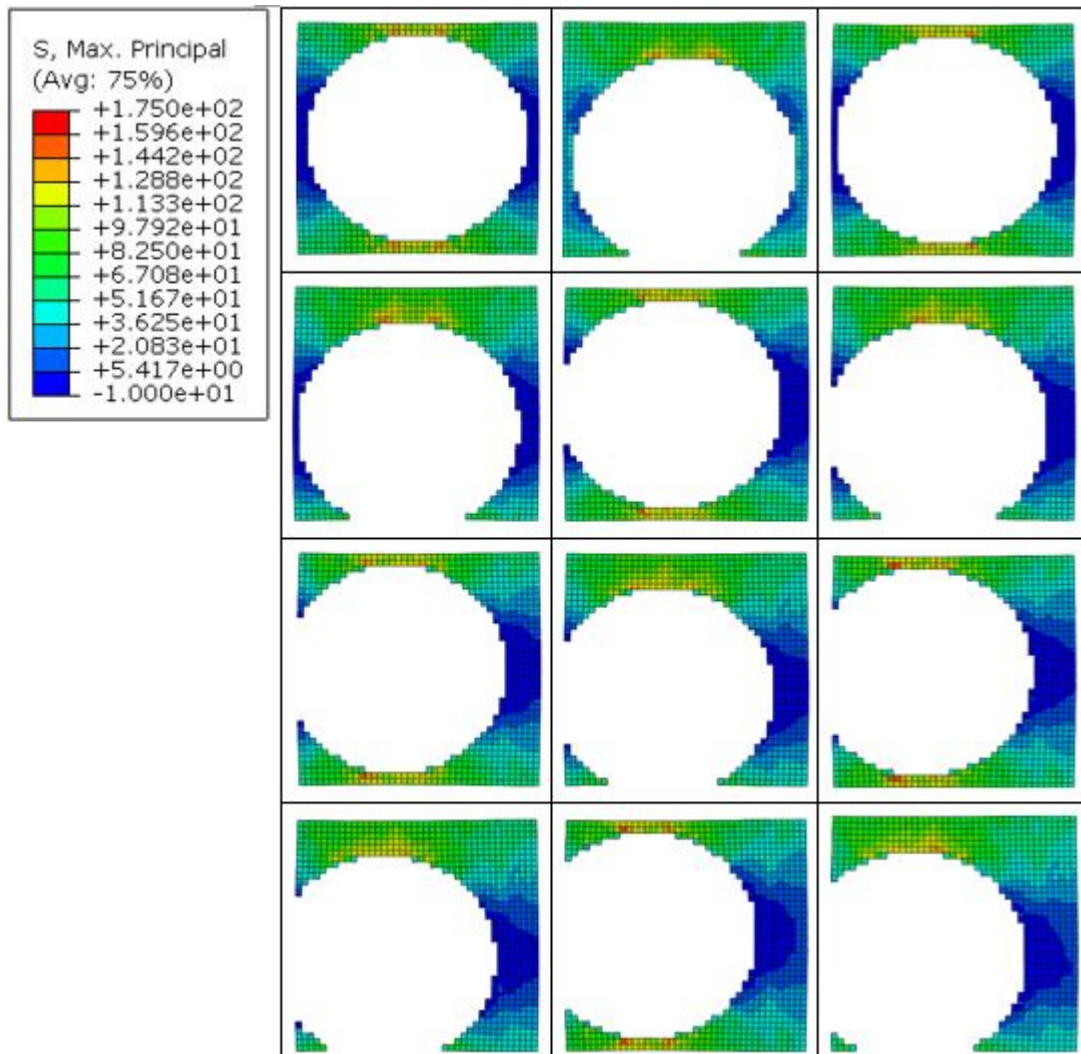 S, Max. Principal
(Avg: 75%)
+1.750e+02
+1.596e+02
+1.442e+02
+1.288e+02
+1.133e+02
+9.792e+01
+8.250e+01
+6.708e+01
+5.167e+01
+3.625e+01
+2.083e+01
+5.417e+00
-1.000e+01